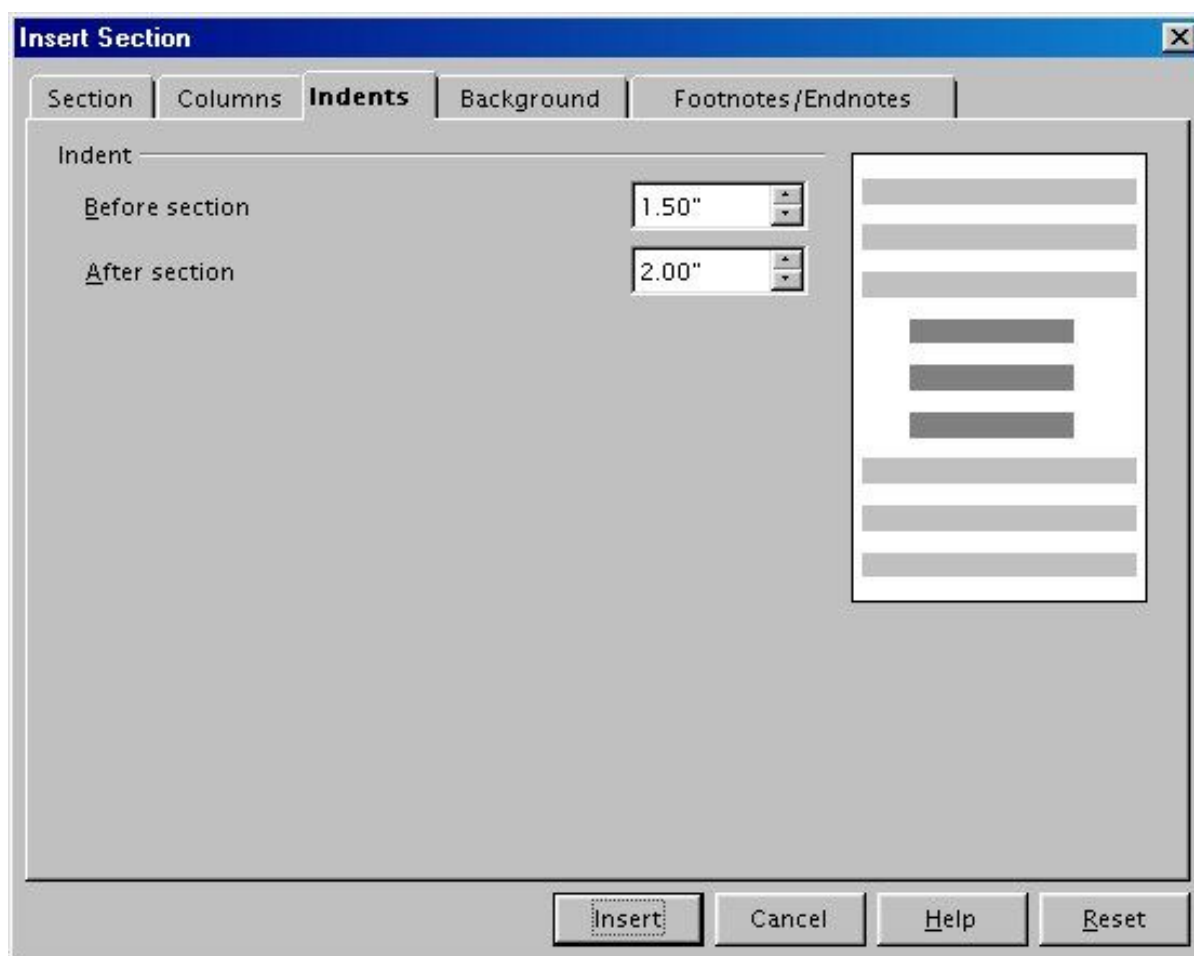 Insert Section
Section Columns Indents Background Footnotes/Endnotes
Indent
Before section 1.50"
After section 2.00"
Insert Cancel Help Reset